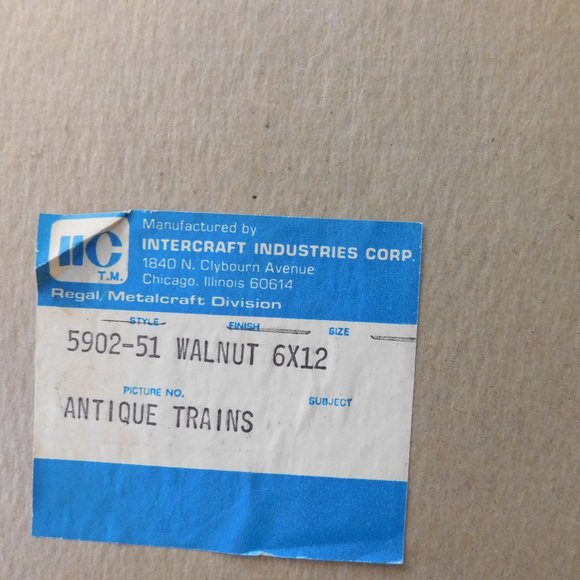 IIC
T.M.
Manufactured by
INTERCRAFT INDUSTRIES CORP.
1840 N. Clybourn Avenue
Chicago, Illinois 60614
Regal/Metalcraft Division
STYLE FINISH SIZE
5902-51 WALNUT 6X12
PICTURE NO. SUBJECT
ANTIQUE TRAINS